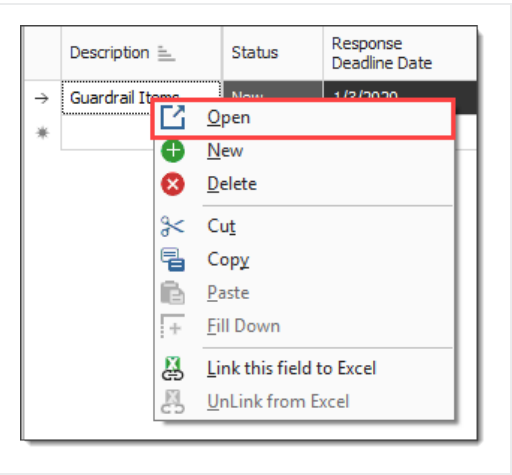 Description Status Response
Deadline Date
Guardrail Items New 1/3/2020
Open
New
Delete
Cut
Copy
Paste
Fill Down
Link this field to Excel
UnLink from Excel